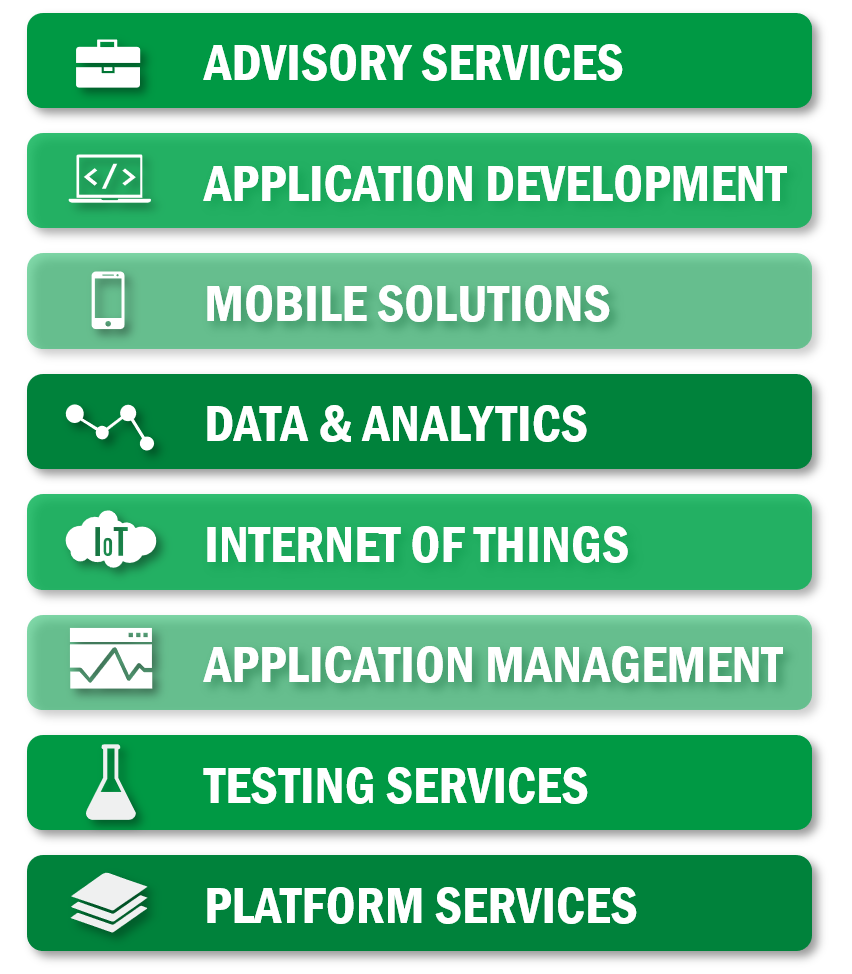 ADVISORY SERVICES
</>
APPLICATION DEVELOPMENT
MOBILE SOLUTIONS
DATA & ANALYTICS
IoT
INTERNET OF THINGS
APPLICATION MANAGEMENT
TESTING SERVICES
PLATFORM SERVICES